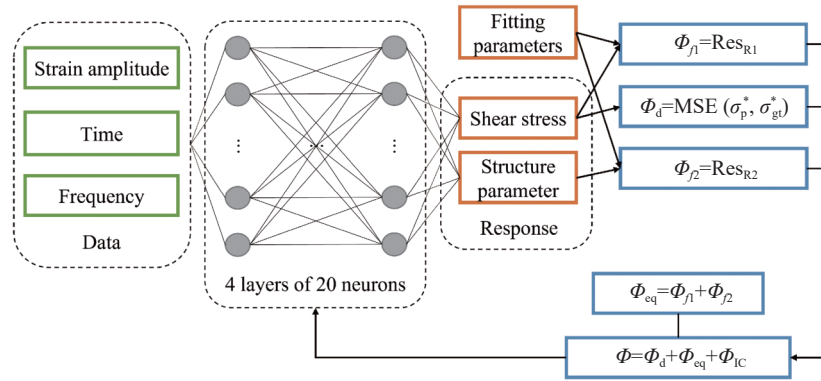 Strain amplitude
Time
Frequency
Data
...
...
...
4 layers of 20 neurons
Fitting
parameters
Shear stress
Structure
parameter
Response
Φf1=ResR1
Φd=MSE (σp*, σgt*)
Φf2=ResR2
Φeq=Φf1+Φf2
Φ=Φd+Φeq+ΦIC